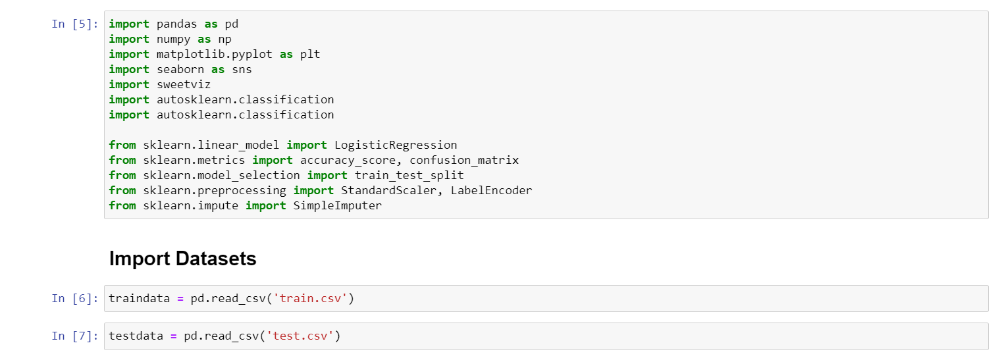 In [5]: import pandas as pd
import numpy as np
import matplotlib.pyplot as plt
import seaborn as sns
import sweetviz
import autosklearn.classification
import autosklearn.classification
from sklearn.linear_model import LogisticRegression
from sklearn.metrics import accuracy_score, confusion_matrix
from sklearn.model_selection import train_test_split
from sklearn.preprocessing import StandardScaler, LabelEncoder
from sklearn.impute import SimpleImputer
Import Datasets
In [6]: traindata = pd.read_csv('train.csv')
In [7]: testdata = pd.read_csv('test.csv')